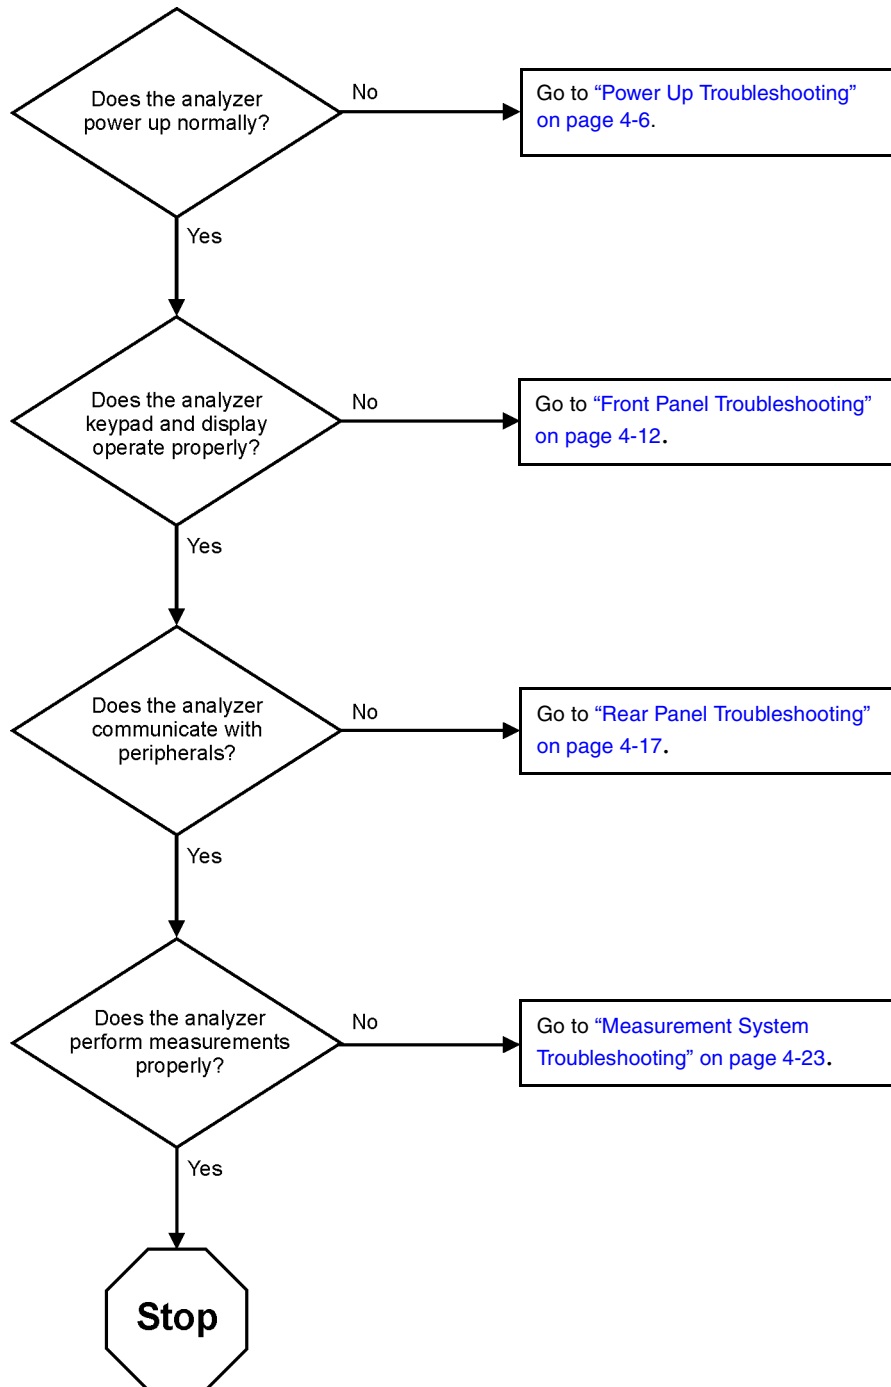 Does the analyzer
power up normally?
No
Go to “Power Up Troubleshooting”
on page 4-6.
Yes
Does the analyzer
keypad and display
operate properly?
No
Go to “Front Panel Troubleshooting”
on page 4-12.
Yes
Does the analyzer
communicate with
peripherals?
No
Go to “Rear Panel Troubleshooting”
on page 4-17.
Yes
Does the analyzer
perform measurements
properly?
No
Go to “Measurement System
Troubleshooting” on page 4-23.
Yes
Stop